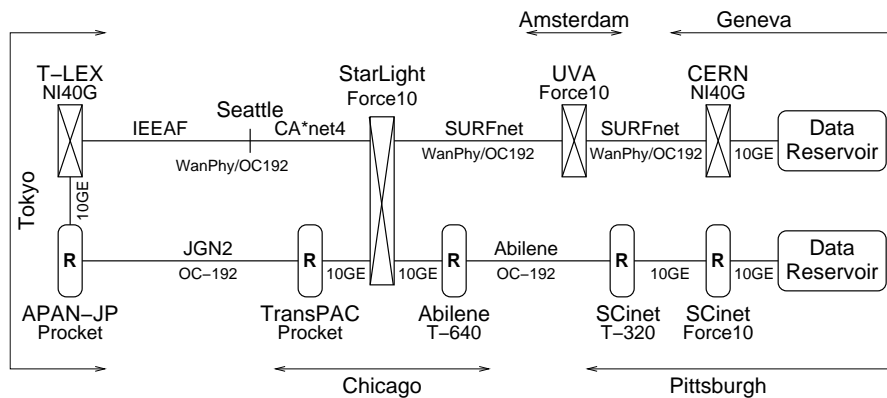 Amsterdam
Geneva
T−LEX
NI40G
StarLight
Force10
UVA
Force10
CERN
NI40G
Seattle
IEEAF
CA*net4
SURFnet
SURFnet
WanPhy/OC192
WanPhy/OC192
WanPhy/OC192
10GE
Data
Reservoir
Tokyo
10GE
R
JGN2
OC−192
R
10GE
10GE
R
Abilene
OC−192
R
10GE
R
10GE
Data
Reservoir
APAN−JP
Procket
TransPAC
Procket
Abilene
T−640
SCinet
T−320
SCinet
Force10
Chicago
Pittsburgh